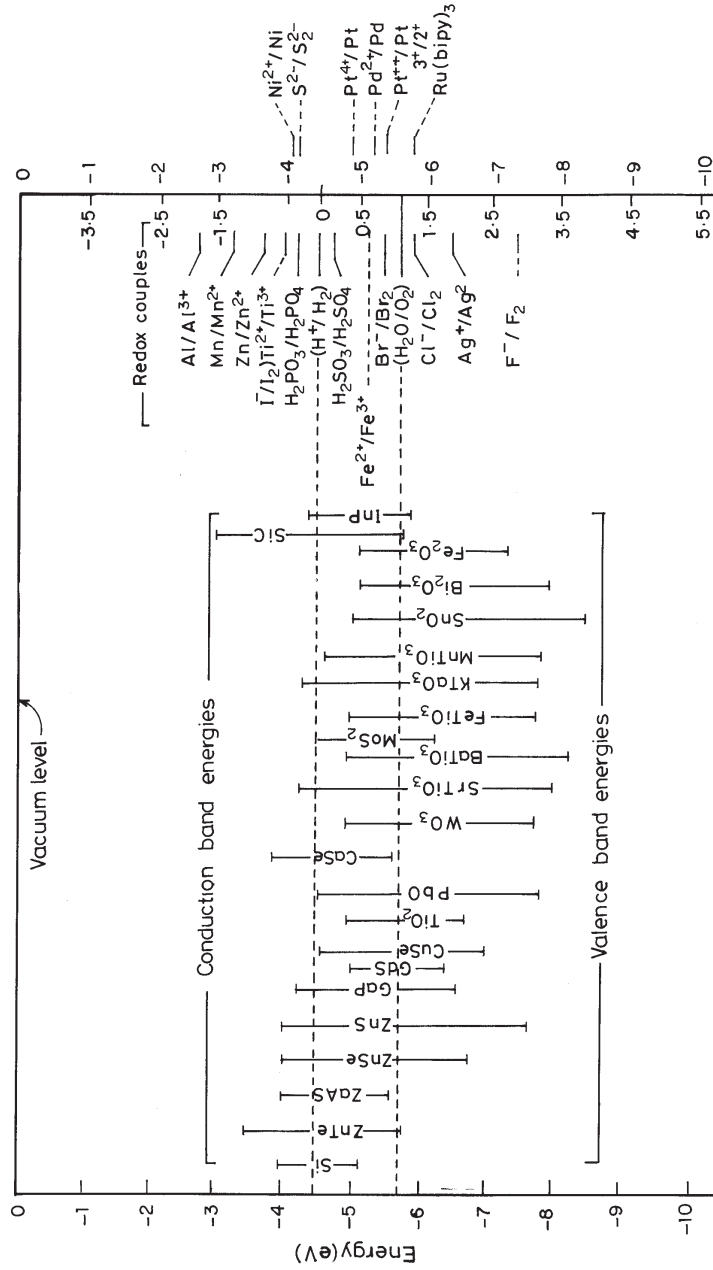 Vacuum level
Conduction band energies
Valence band energies
Energy(eV)
0
-1
-2
-3
-4
-5
-6
-7
-8
-9
-10
Si
ZnTe
ZaAS
ZnSe
ZnS
GaP
GdS
CuSe
TiO2
PbO
CaSe
WO3
SrTiO3
BaTiO3
MoS2
FeTiO3
KTaO3
MnTiO3
SnO2
Bi2O3
Fe2O3
SiC
InP
Redox couples
Al/Al3+
Mn/Mn2+
Zn/Zn2+
I-/I2)Ti2+/Ti3+
H2PO3/H2PO4
(H+/H2)
H2SO3/H2SO4
Fe2+/Fe3+
Br-/Br2
(H2O/O2)
Cl-/Cl2
Ag+/Ag2
F-/F2
-3.5
-2.5
-1.5
0
0.5
1.5
2.5
3.5
4.5
5.5
0
-1
-2
-3
-4
-5
-6
-7
-8
-9
-10
Ni2+/Ni
S2-/S2 2-
Pt4+/Pt
Pd2+/Pd
Pt++/Pt
3+/2+
Ru(bipy)3